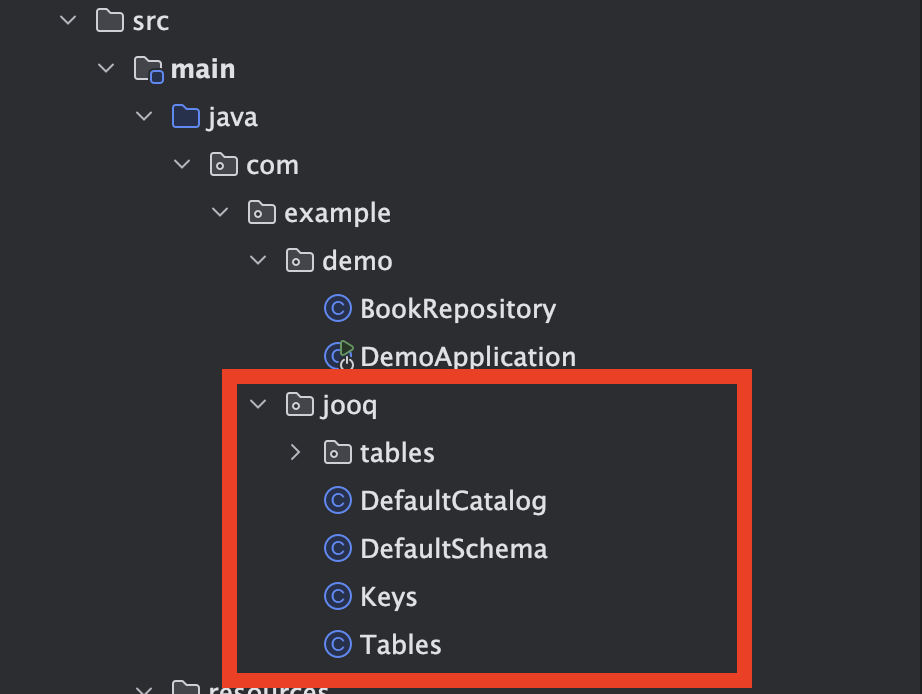 src
main
java
com
example
demo
BookRepository
DemoApplication
jooq
tables
DefaultCatalog
DefaultSchema
Keys
Tables
resources